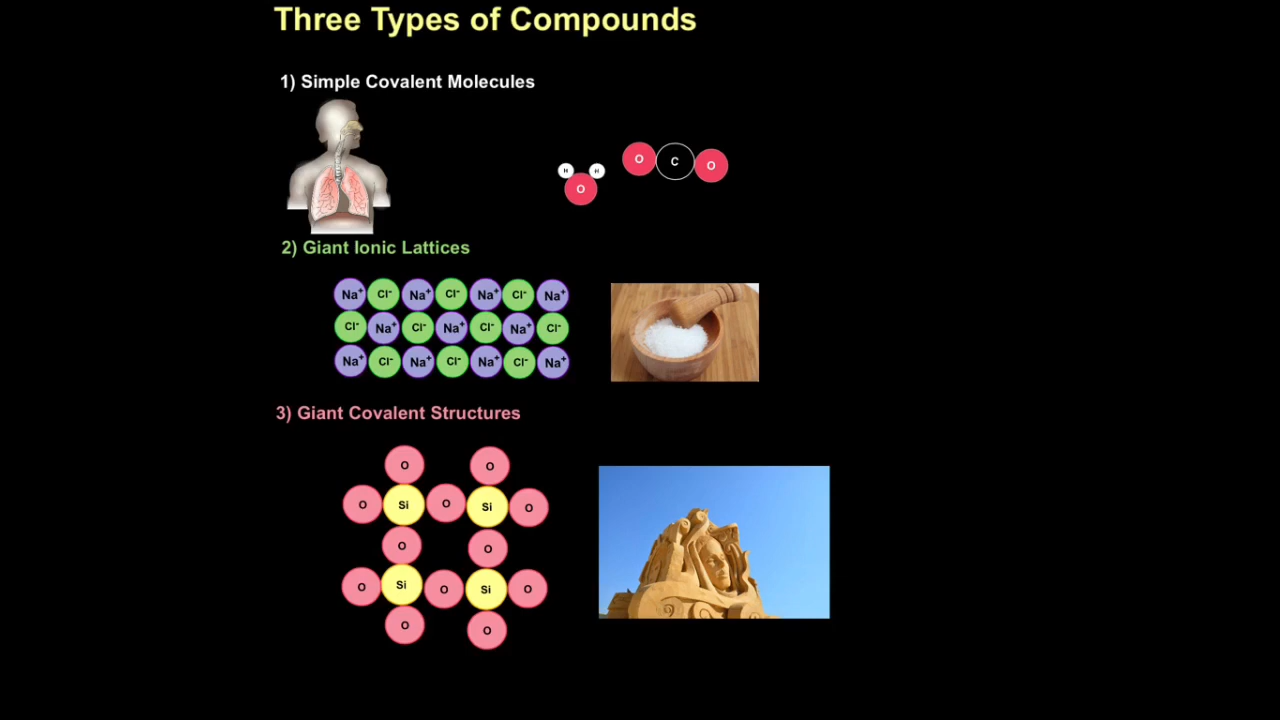 Three Types of Compounds
1) Simple Covalent Molecules
H H
O
O C O
2) Giant Ionic Lattices
Na+ Cl- Na+ Cl- Na+ Cl- Na+
Cl- Na+ Cl- Na+ Cl- Na+ Cl-
Na+ Cl- Na+ Cl- Na+ Cl- Na+
3) Giant Covalent Structures
O O
O Si O Si O
O O
O Si O Si O
O O